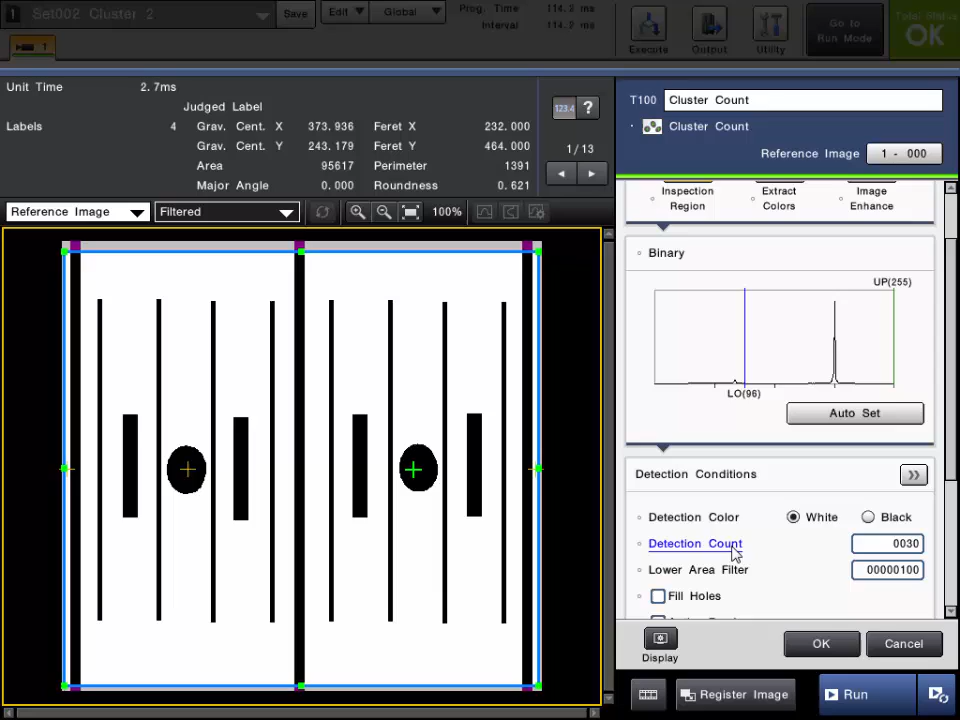 1 Set002 Cluster 2 Save Edit Global Prog. Time 114.2 ms
Interval 114.2 ms
Execute Output Utility Go to Run Mode Total Status OK
1
Unit Time 2.7ms
Judged Label
Labels 4 Grav. Cent. X 373.936 Feret X 232.000
Grav. Cent. Y 243.179 Feret Y 464.000
Area 95617 Perimeter 1391
Major Angle 0.000 Roundness 0.621
123.4 ?
1 / 13
T100 Cluster Count
Cluster Count
Reference Image 1 - 000
Reference Image Filtered 100%
Inspection Region Extract Colors Image Enhance
Binary
UP(255)
LO(96)
Auto Set
Detection Conditions
Detection Color White Black
Detection Count 0030
Lower Area Filter 00000100
Fill Holes
Display OK Cancel
Register Image Run